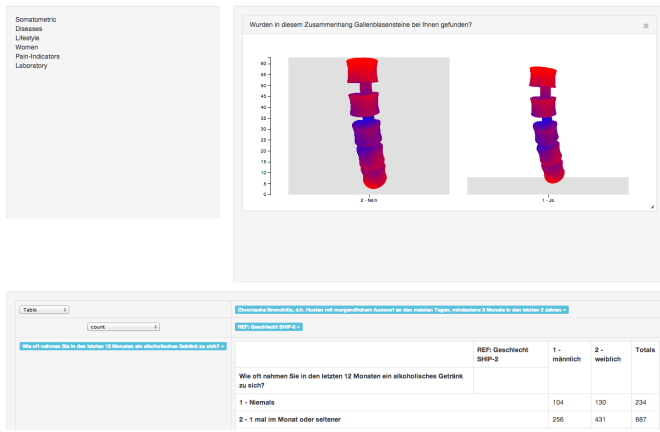 Somatometric
Diseases
Lifestyle
Women
Pain-Indicators
Laboratory
Wurden in diesem Zusammenhang Gallenblasensteine bei Ihnen gefunden?
60
55
50
45
40
35
30
25
20
15
10
5
0
2 - Nein
1 - Ja
Table
Chronische Bronchitis, d.h. Husten mit morgendlichem Auswurf an den meisten Tagen, mindestens 3 Monate in den letzten 2 Jahren
count
REF: Geschlecht SHIP-2
Wie oft nahmen Sie in den letzten 12 Monaten ein alkoholisches Getränk zu sich?
REF: Geschlecht SHIP-2
1 - männlich
2 - weiblich
Totals
Wie oft nahmen Sie in den letzten 12 Monaten ein alkoholisches Getränk
zu sich?
1 - Niemals 104 130 234
2 - 1 mal im Monat oder seltener 256 431 687